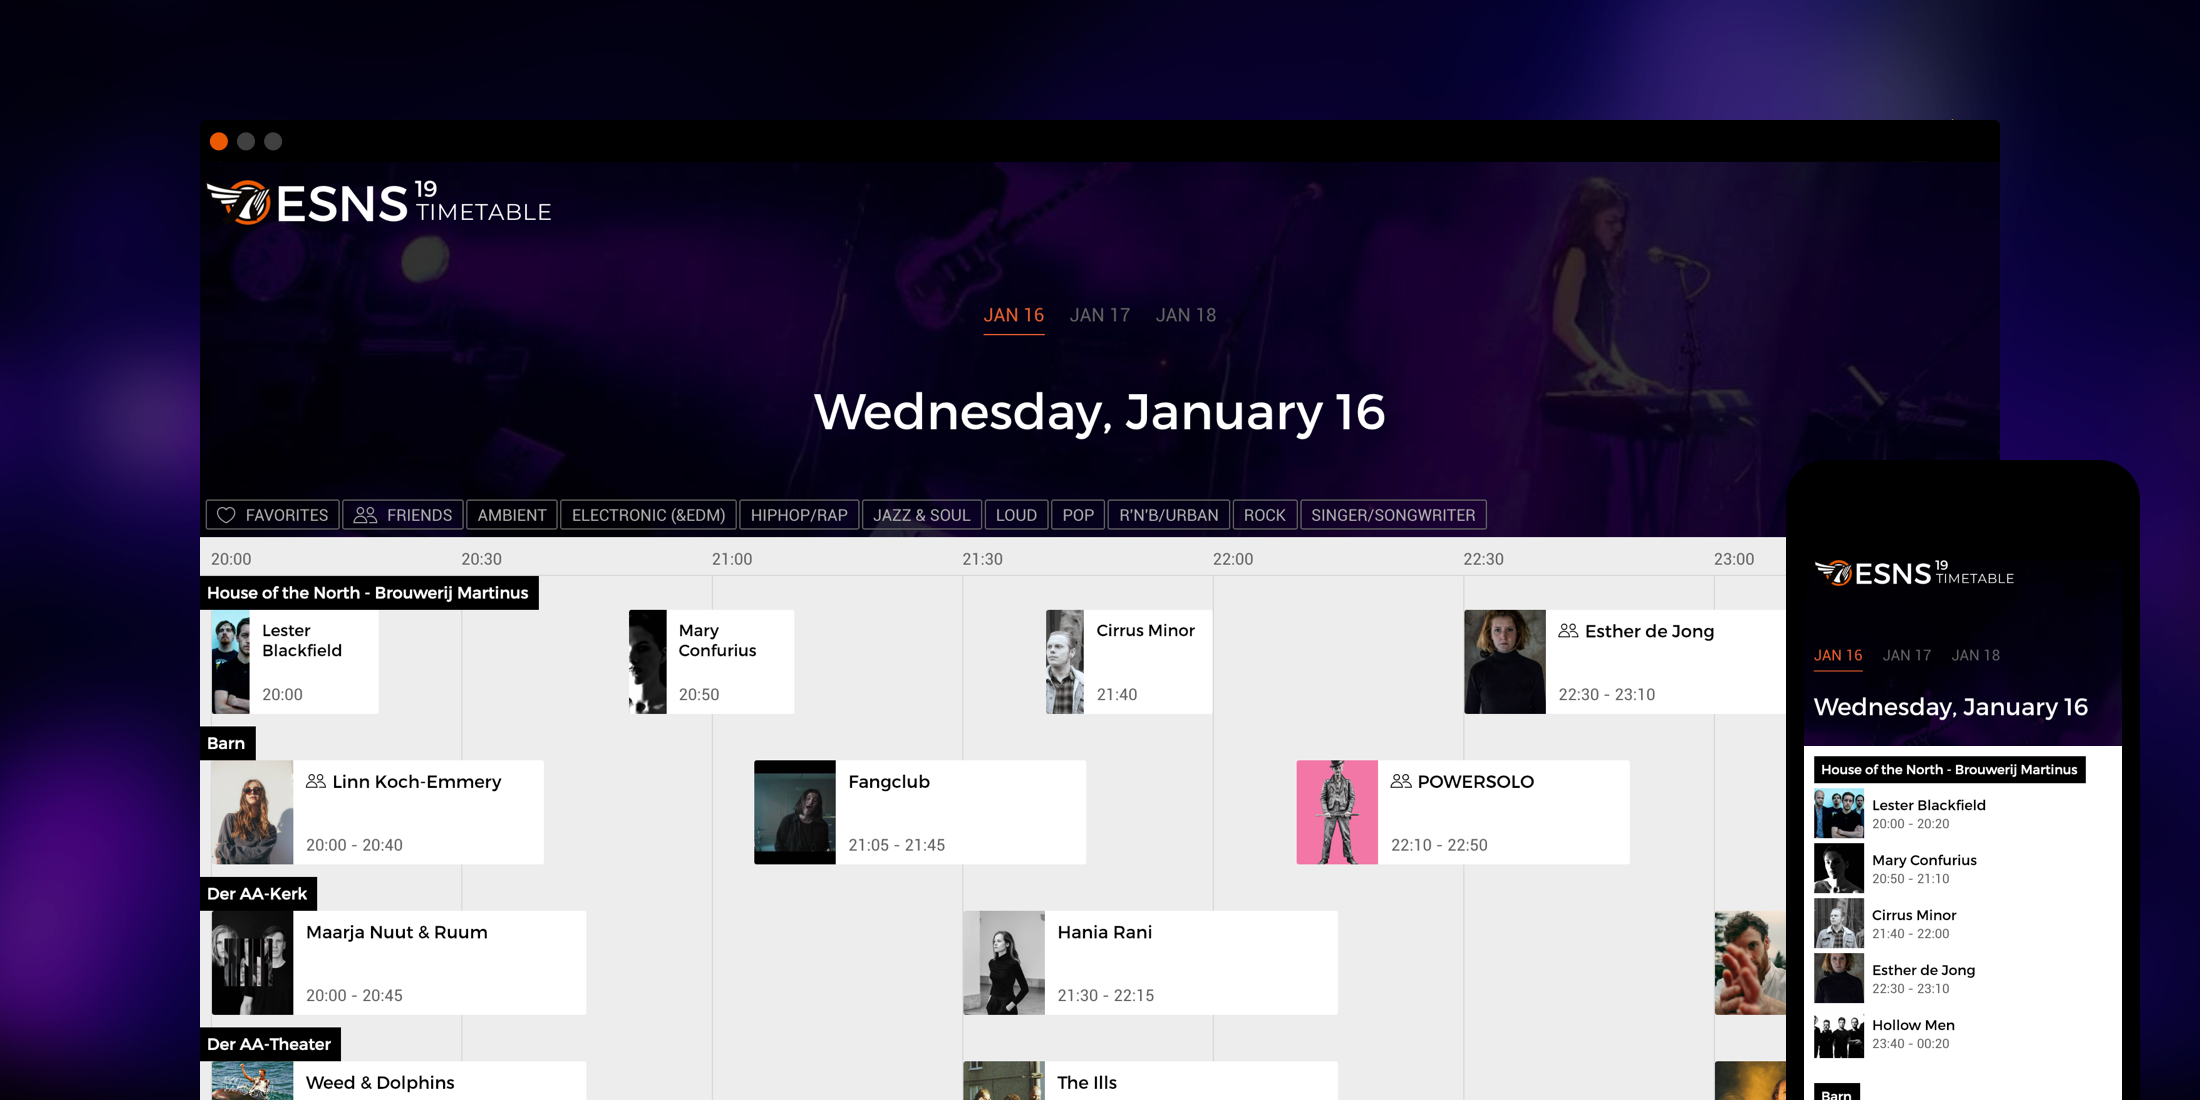 ESNS 19 TIMETABLE
JAN 16 JAN 17 JAN 18
Wednesday, January 16
FAVORITES FRIENDS AMBIENT ELECTRONIC (&EDM) HIPHOP/RAP JAZZ & SOUL LOUD POP R'N'B/URBAN ROCK SINGER/SONGWRITER
20:00 20:30 21:00 21:30 22:00 22:30 23:00
House of the North - Brouwerij Martinus
Lester
Blackfield
20:00
Mary
Confurius
20:50
Cirrus Minor
21:40
Esther de Jong
22:30 - 23:10
Barn
Linn Koch-Emmery
20:00 - 20:40
Fangclub
21:05 - 21:45
POWERSOLO
22:10 - 22:50
Der AA-Kerk
Maarja Nuut & Ruum
20:00 - 20:45
Hania Rani
21:30 - 22:15
Der AA-Theater
Weed & Dolphins
The Ills
ESNS 19 TIMETABLE
JAN 16 JAN 17 JAN 18
Wednesday, January 16
House of the North - Brouwerij Martinus
Lester Blackfield
20:00 - 20:20
Mary Confurius
20:50 - 21:10
Cirrus Minor
21:40 - 22:00
Esther de Jong
22:30 - 23:10
Hollow Men
23:40 - 00:20
Barn